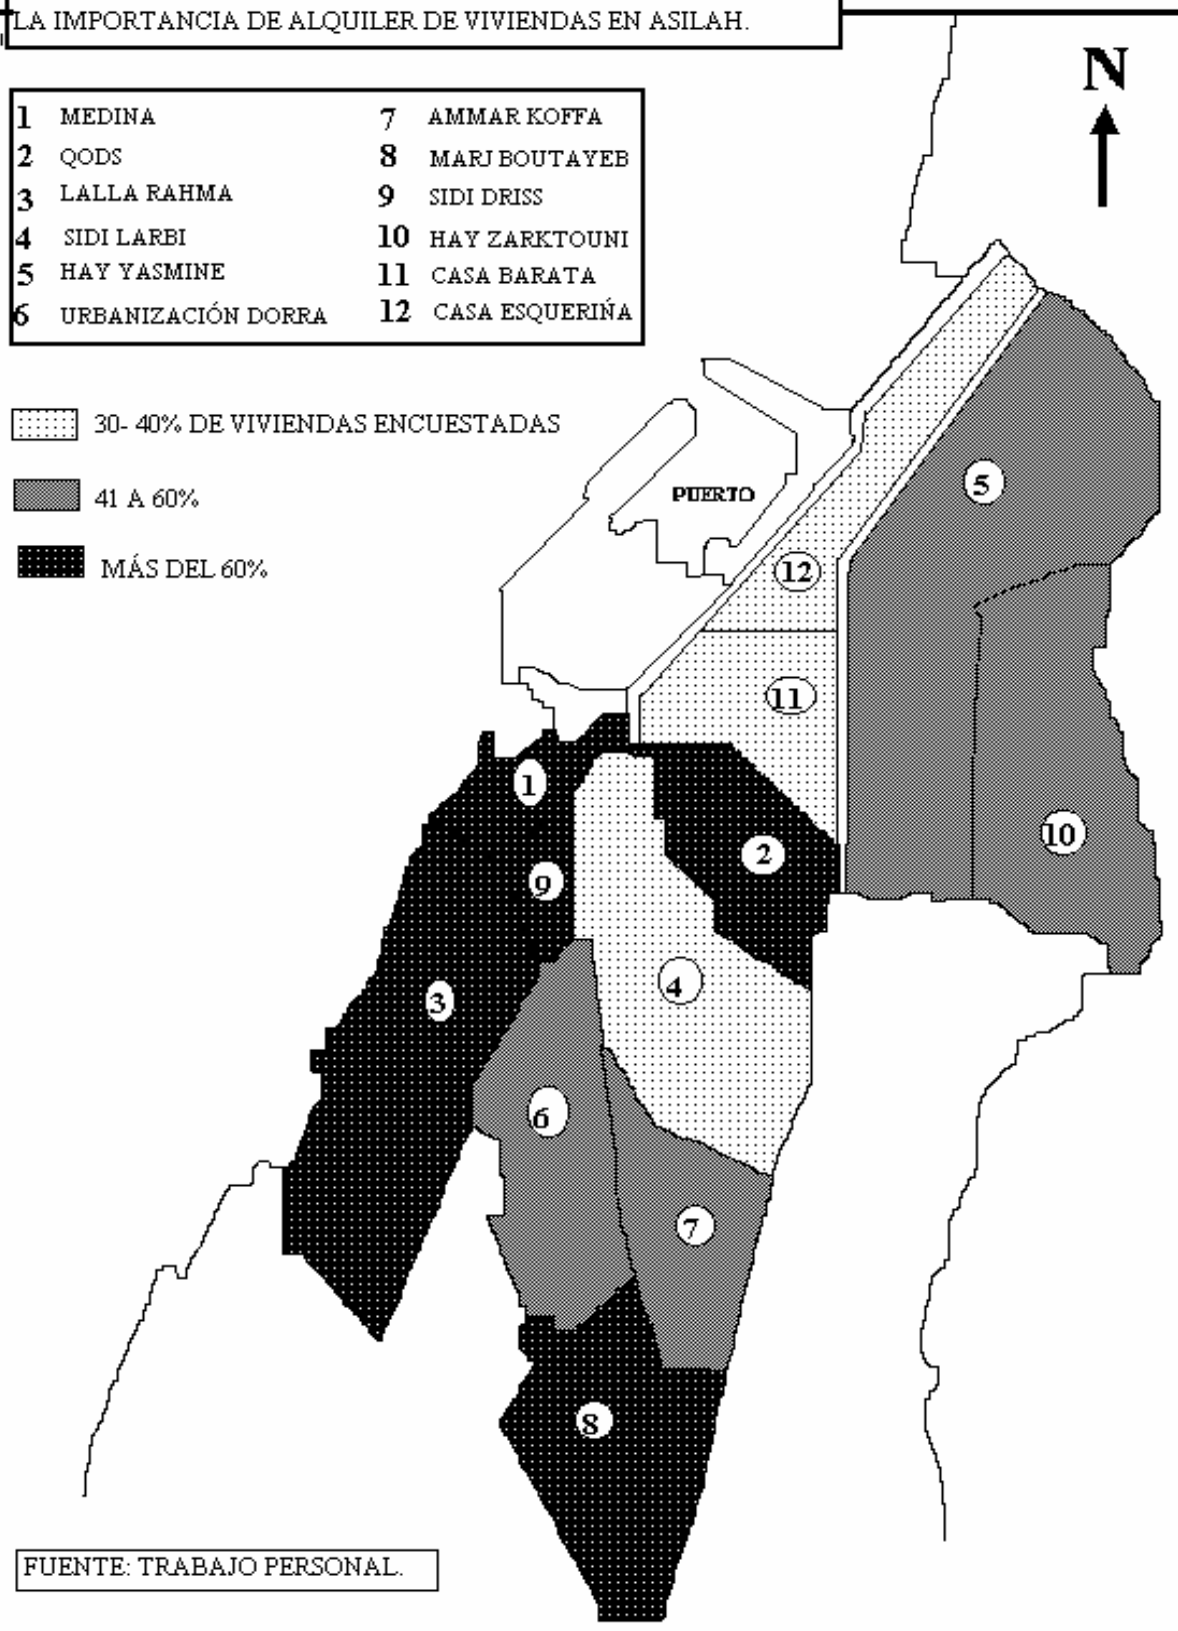 LA IMPORTANCIA DE ALQUILER DE VIVIENDAS EN ASILAH.
N
1 MEDINA
2 QODS
3 LALLA RAHMA
4 SIDI LARBI
5 HAY YASMINE
6 URBANIZACIÓN DORRA
7 AMMAR KOFFA
8 MARJ BOUTAYEB
9 SIDI DRISS
10 HAY ZARKTOUNI
11 CASA BARATA
12 CASA ESQUERIŃA
30- 40% DE VIVIENDAS ENCUESTADAS
41 A 60%
MÁS DEL 60%
PUERTO
5
12
11
1
2
10
9
4
3
6
7
8
FUENTE: TRABAJO PERSONAL.